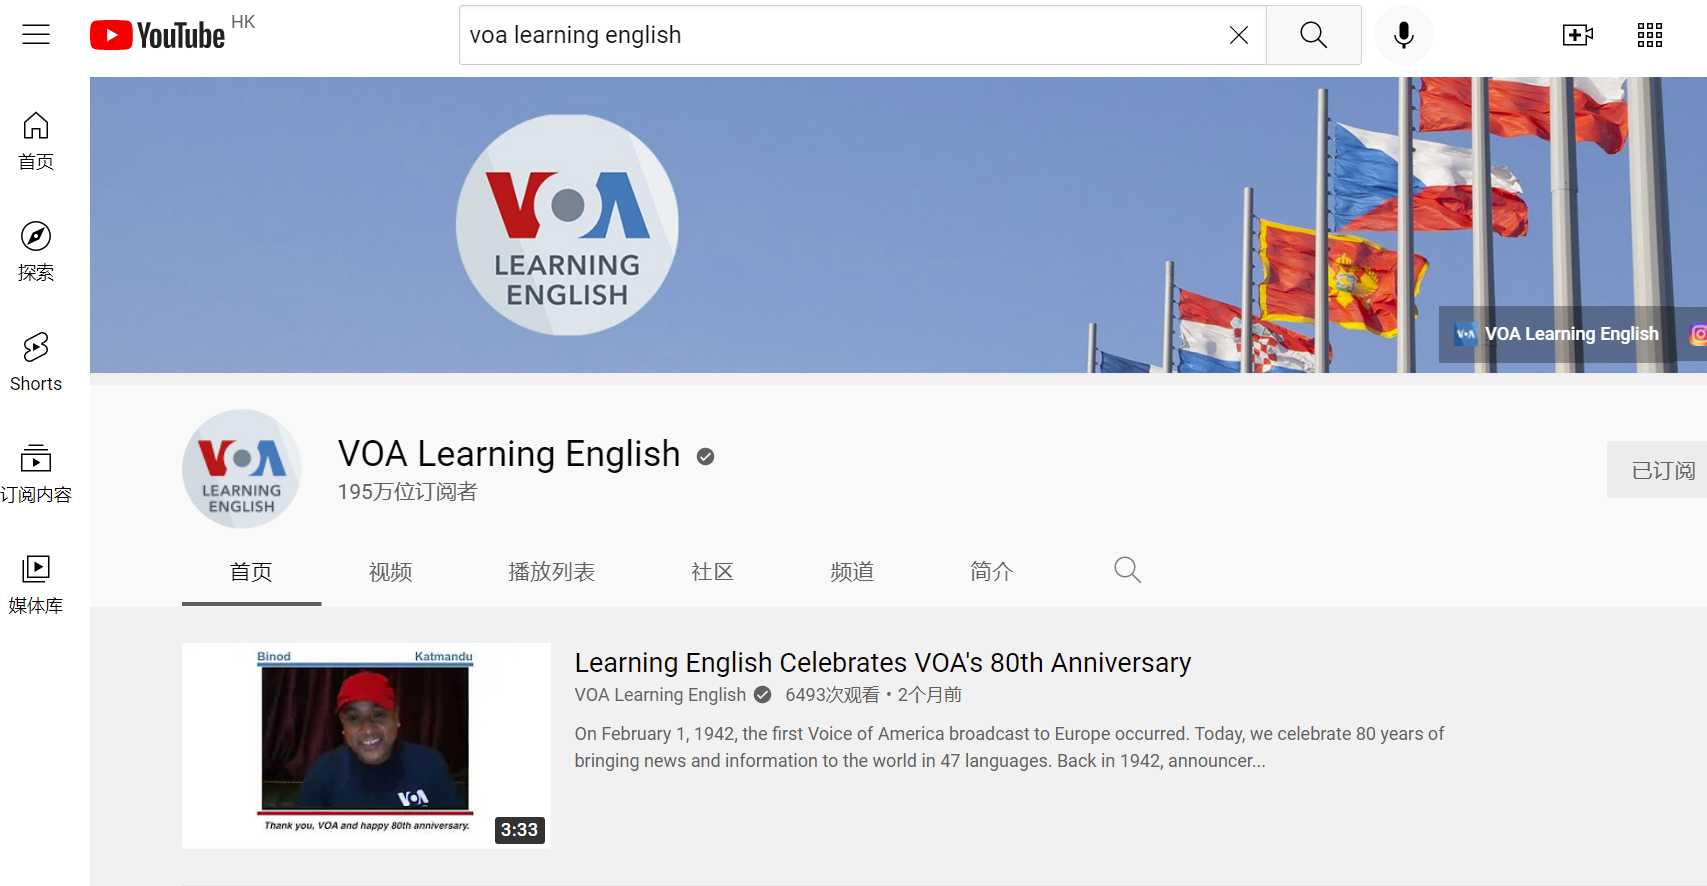 YouTube HK
voa learning english
首页
探索
Shorts
订阅内容
媒体库
VOA
LEARNING
ENGLISH
VOA VOA Learning English
VOA
LEARNING
ENGLISH
VOA Learning English
195万位订阅者
已订阅
首页 视频 播放列表 社区 频道 简介
Binod Katmandu
VOA
Thank you, VOA and happy 80th anniversary.
3:33
Learning English Celebrates VOA's 80th Anniversary
VOA Learning English 6493次观看 • 2个月前
On February 1, 1942, the first Voice of America broadcast to Europe occurred. Today, we celebrate 80 years of
bringing news and information to the world in 47 languages. Back in 1942, announcer...